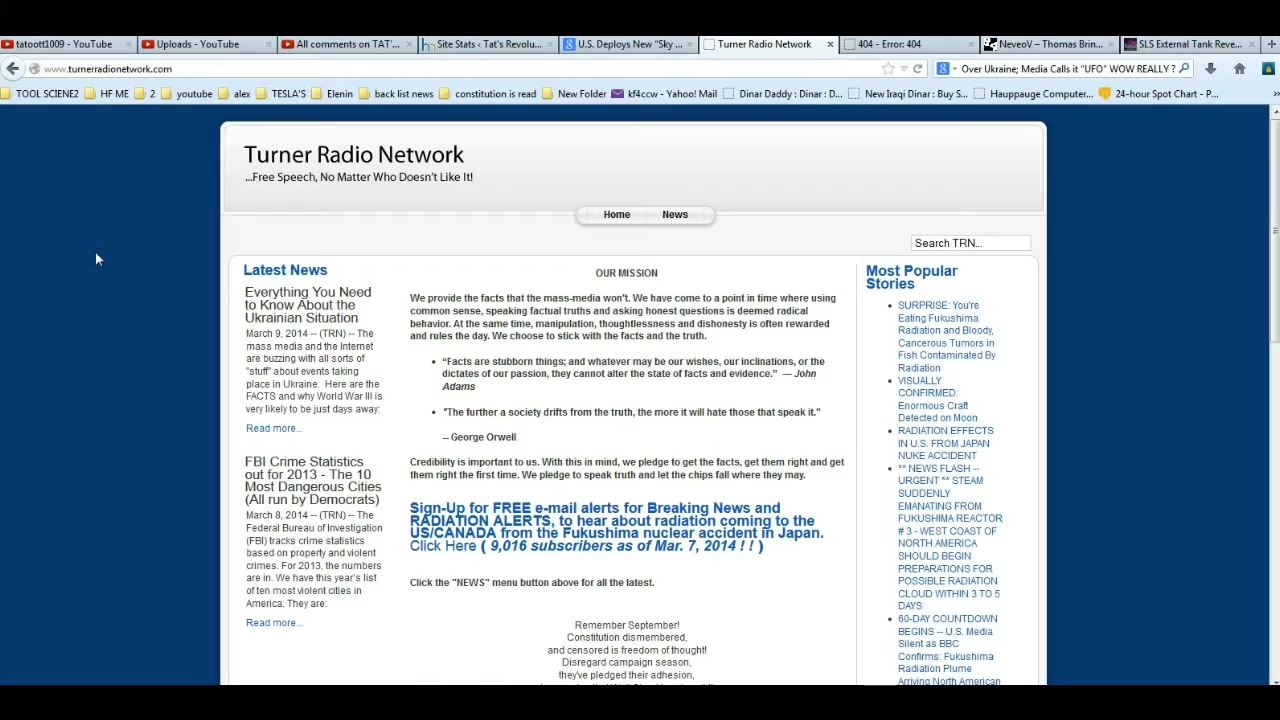 tatoott1009 - YouTube
Uploads - YouTube
All comments on TAT'...
Site Stats ‹ Tat's Revolu...
U.S. Deploys New "Sky ...
Turner Radio Network
404 - Error: 404
NeveoV – Thomas Brin...
SLS External Tank Reve...
www.turnerradionetwork.com
Over Ukraine; Media Calls it "UFO" WOW REALLY ?
TOOL SCIENE2
HF ME
2
youtube
alex
TESLA'S
Elenin
back list news
constitution is read
New Folder
kf4ccw - Yahoo! Mail
Dinar Daddy : Dinar : D...
New Iraqi Dinar : Buy S...
Hauppauge Computer...
24-hour Spot Chart - P...
Turner Radio Network
...Free Speech, No Matter Who Doesn't Like It!
Home
News
Search TRN...
Latest News
Everything You Need
to Know About the
Ukrainian Situation
March 9, 2014 -- (TRN) -- The
mass media and the Internet
are buzzing with all sorts of
"stuff" about events taking
place in Ukraine.  Here are the
FACTS and why World War III is
very likely to be just days away:
Read more...
FBI Crime Statistics
out for 2013 - The 10
Most Dangerous Cities
(All run by Democrats)
March 8, 2014 -- (TRN) -- The
Federal Bureau of Investigation
(FBI) tracks crime statistics
based on property and violent
crimes. For 2013, the numbers
are in. We have this year's list
of ten most violent cities in
America. They are:
Read more...
OUR MISSION
We provide the facts that the mass-media won't. We have come to a point in time where using
common sense, speaking factual truths and asking honest questions is deemed radical
behavior. At the same time, manipulation, thoughtlessness and dishonesty is often rewarded
and rules the day. We choose to stick with the facts and the truth.
• "Facts are stubborn things; and whatever may be our wishes, our inclinations, or the
dictates of our passion, they cannot alter the state of facts and evidence." — John
Adams
• "The further a society drifts from the truth, the more it will hate those that speak it."
-- George Orwell
Credibility is important to us. With this in mind, we pledge to get the facts, get them right and get
them right the first time. We pledge to speak truth and let the chips fall where they may.
Sign-Up for FREE e-mail alerts for Breaking News and
RADIATION ALERTS, to hear about radiation coming to the
US/CANADA from the Fukushima nuclear accident in Japan.
Click Here ( 9,016 subscribers as of Mar. 7, 2014 ! ! )
Click the "NEWS" menu button above for all the latest.
Remember September!
Constitution dismembered,
and censored is freedom of thought!
Disregard campaign season,
they've pledged their adhesion,
Most Popular
Stories
• SURPRISE: You're
Eating Fukushima
Radiation and Bloody,
Cancerous Tumors in
Fish Contaminated By
Radiation
• VISUALLY
CONFIRMED:
Enormous Craft
Detected on Moon
• RADIATION EFFECTS
IN U.S. FROM JAPAN
NUKE ACCIDENT
• ** NEWS FLASH --
URGENT ** STEAM
SUDDENLY
EMANATING FROM
FUKUSHIMA REACTOR
# 3 - WEST COAST OF
NORTH AMERICA
SHOULD BEGIN
PREPARATIONS FOR
POSSIBLE RADIATION
CLOUD WITHIN 3 TO 5
DAYS
• 60-DAY COUNTDOWN
BEGINS -- U.S. Media
Silent as BBC
Confirms: Fukushima
Radiation Plume
Arriving North American